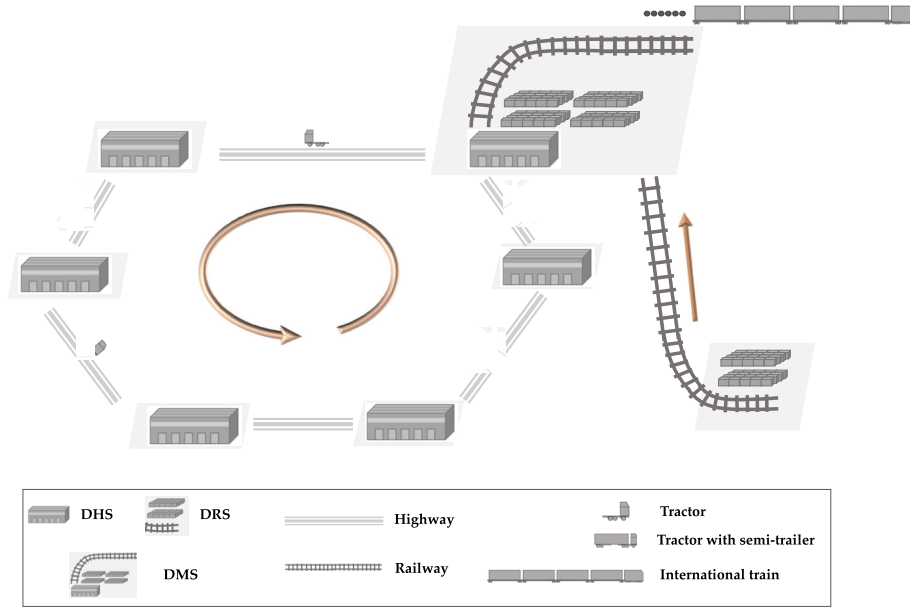 DHS
DRS
Highway
Tractor
Tractor with semi-trailer
DMS
Railway
International train